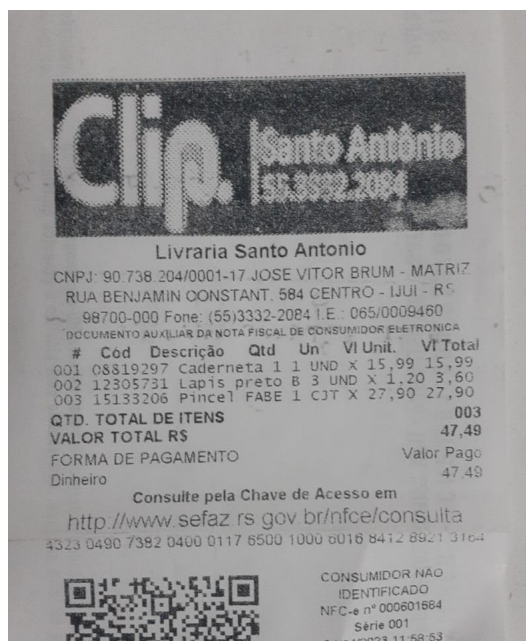 Clip.
Santo Antônio
55.3332.2084
Livraria Santo Antonio
CNPJ: 90.738.204/0001-17 JOSE VITOR BRUM - MATRIZ
RUA BENJAMIN CONSTANT, 584 CENTRO - IJUI - RS
98700-000 Fone: (55)3332-2084 I.E.: 065/0009460
DOCUMENTO AUXILIAR DA NOTA FISCAL DE CONSUMIDOR ELETRONICA
# Cód Descrição Qtd Un Vl Unit. Vl Total
001 08819297 Caderneta 1 1 UND X 15,99 15,99
002 12305731 Lapis preto B 3 UND X 1,20 3,60
003 15133206 Pincel FABE 1 CJT X 27,90 27,90
QTD. TOTAL DE ITENS 003
VALOR TOTAL R$ 47,49
FORMA DE PAGAMENTO Valor Pago
Dinheiro 47,49
Consulte pela Chave de Acesso em
http://www.sefaz.rs.gov.br/nfce/consulta
4323 0490 7382 0400 0117 6500 1000 6016 8412 8921 3164
CONSUMIDOR NAO
IDENTIFICADO
NFC-e nº 000601684
Série 001
11:58:53